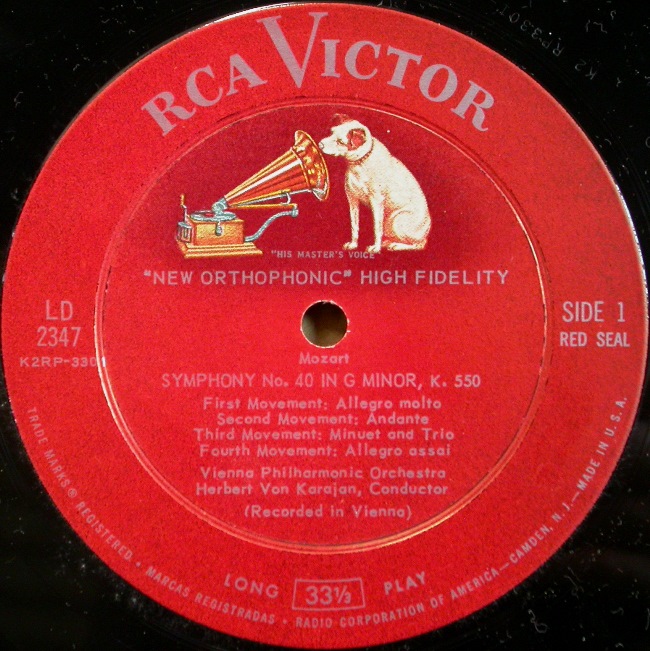 RCA VICTOR
"HIS MASTER'S VOICE"
"NEW ORTHOPHONIC" HIGH FIDELITY
LD
2347
K2RP-3301
SIDE 1
RED SEAL
Mozart
SYMPHONY No. 40 IN G MINOR, K. 550
First Movement: Allegro molto
Second Movement: Andante
Third Movement: Minuet and Trio
Fourth Movement: Allegro assai
Vienna Philharmonic Orchestra
Herbert Von Karajan, Conductor
(Recorded in Vienna)
LONG 33⅓ PLAY
TRADE MARKS ® REGISTERED • MARCAS REGISTRADAS • RADIO CORPORATION OF AMERICA—CAMDEN, N. J.—MADE IN U.S.A.